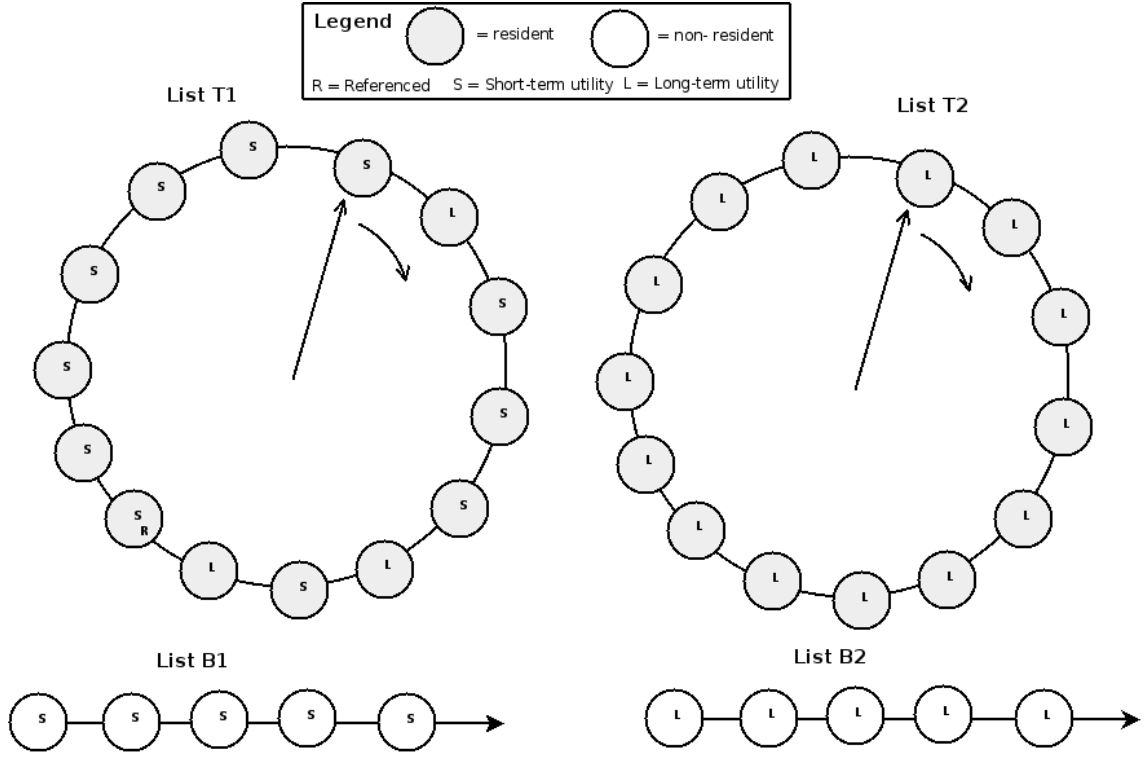 Legend
= resident
= non- resident
R = Referenced
S = Short-term utility
L = Long-term utility
List T1
S
S
L
S
S
S
L
S
L
S
R
S
S
S
S
List T2
L
L
L
L
L
L
L
L
L
L
L
L
L
L
List B1
S
S
S
S
S
List B2
L
L
L
L
L